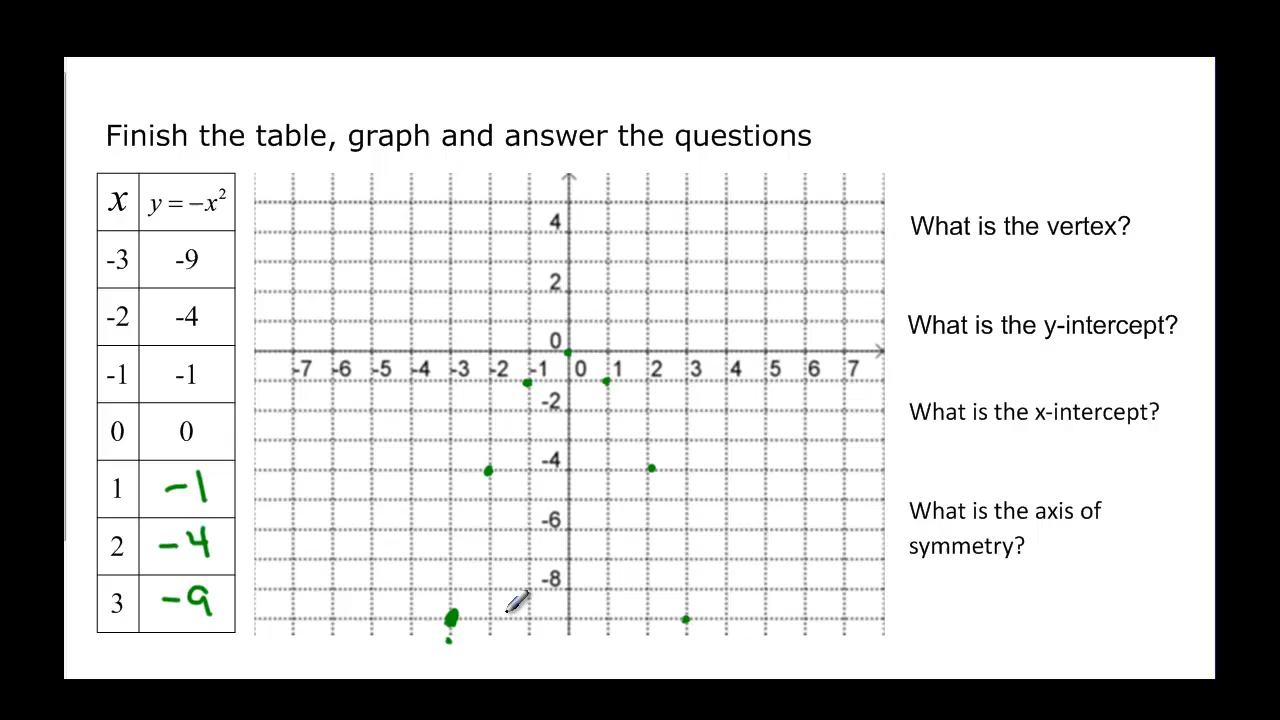 Finish the table, graph and answer the questions
x y = −x²
-3 -9
-2 -4
-1 -1
0 0
1 -1
2 -4
3 -9
4
2
0
-7 -6 -5 -4 -3 -2 -1 0 1 2 3 4 5 6 7
-2
-4
-6
-8
What is the vertex?
What is the y-intercept?
What is the x-intercept?
What is the axis of
symmetry?